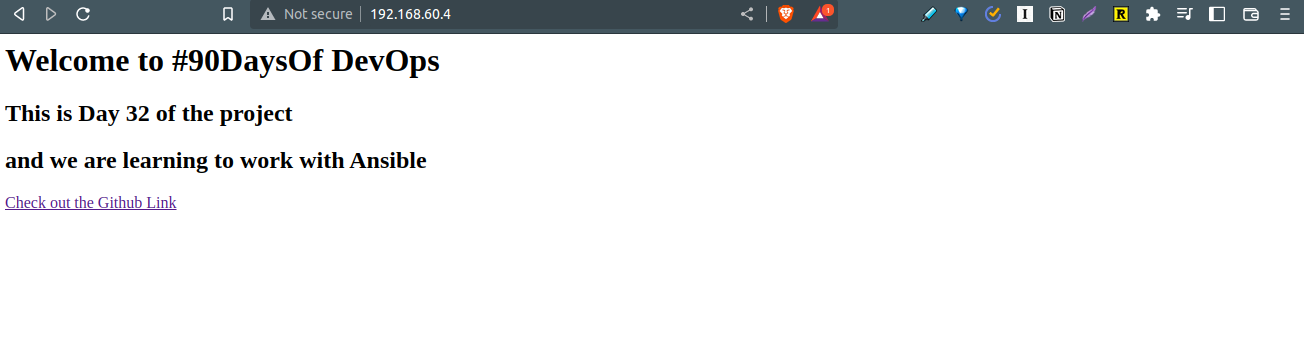 Not secure 192.168.60.4
1
I
N
R
Welcome to #90DaysOf DevOps
This is Day 32 of the project
and we are learning to work with Ansible
Check out the Github Link